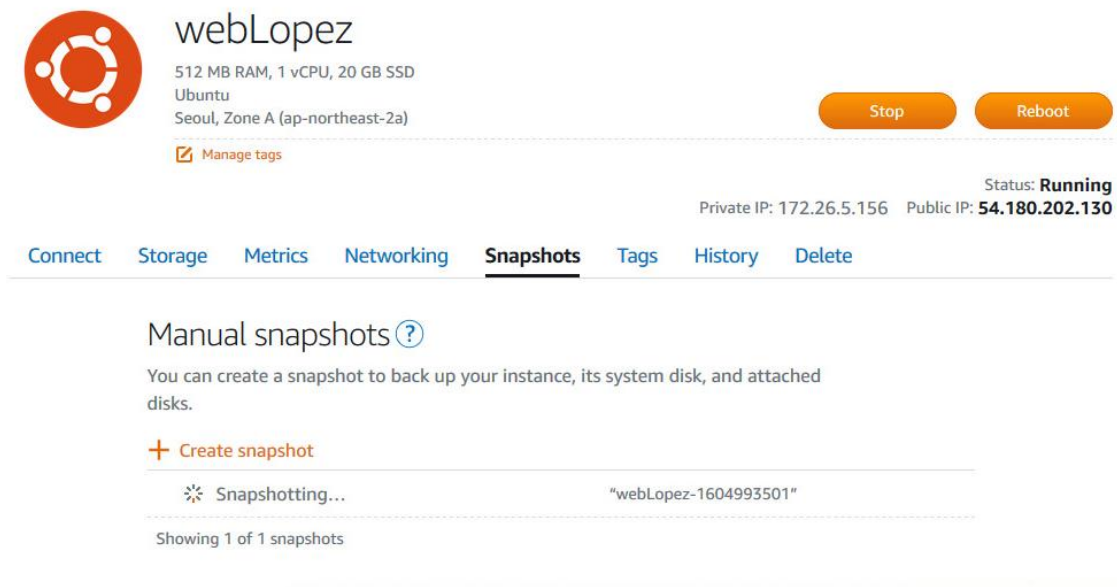 webLopez
512 MB RAM, 1 vCPU, 20 GB SSD
Ubuntu
Seoul, Zone A (ap-northeast-2a)
Stop
Reboot
Manage tags
Status: Running
Private IP: 172.26.5.156 Public IP: 54.180.202.130
Connect Storage Metrics Networking Snapshots Tags History Delete
Manual snapshots ?
You can create a snapshot to back up your instance, its system disk, and attached
disks.
+ Create snapshot
Snapshotting... "webLopez-1604993501"
Showing 1 of 1 snapshots